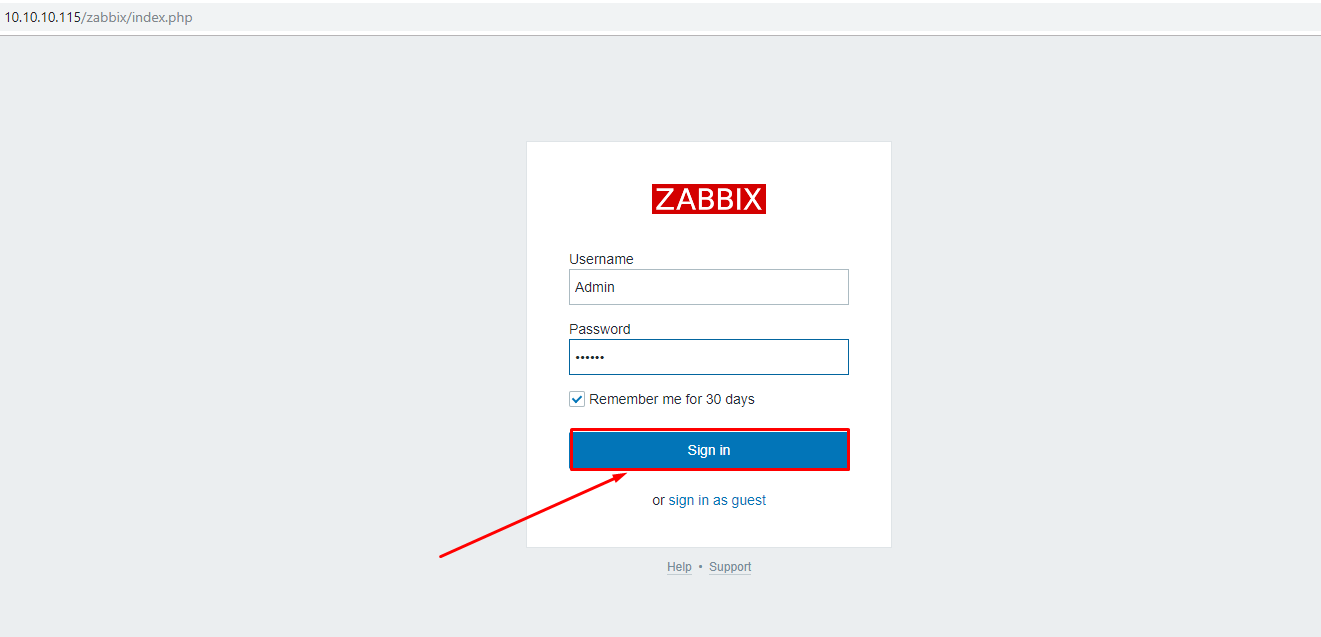 10.10.10.115/zabbix/index.php
ZABBIX
Username
Admin
Password
••••••
Remember me for 30 days
Sign in
or sign in as guest
Help • Support